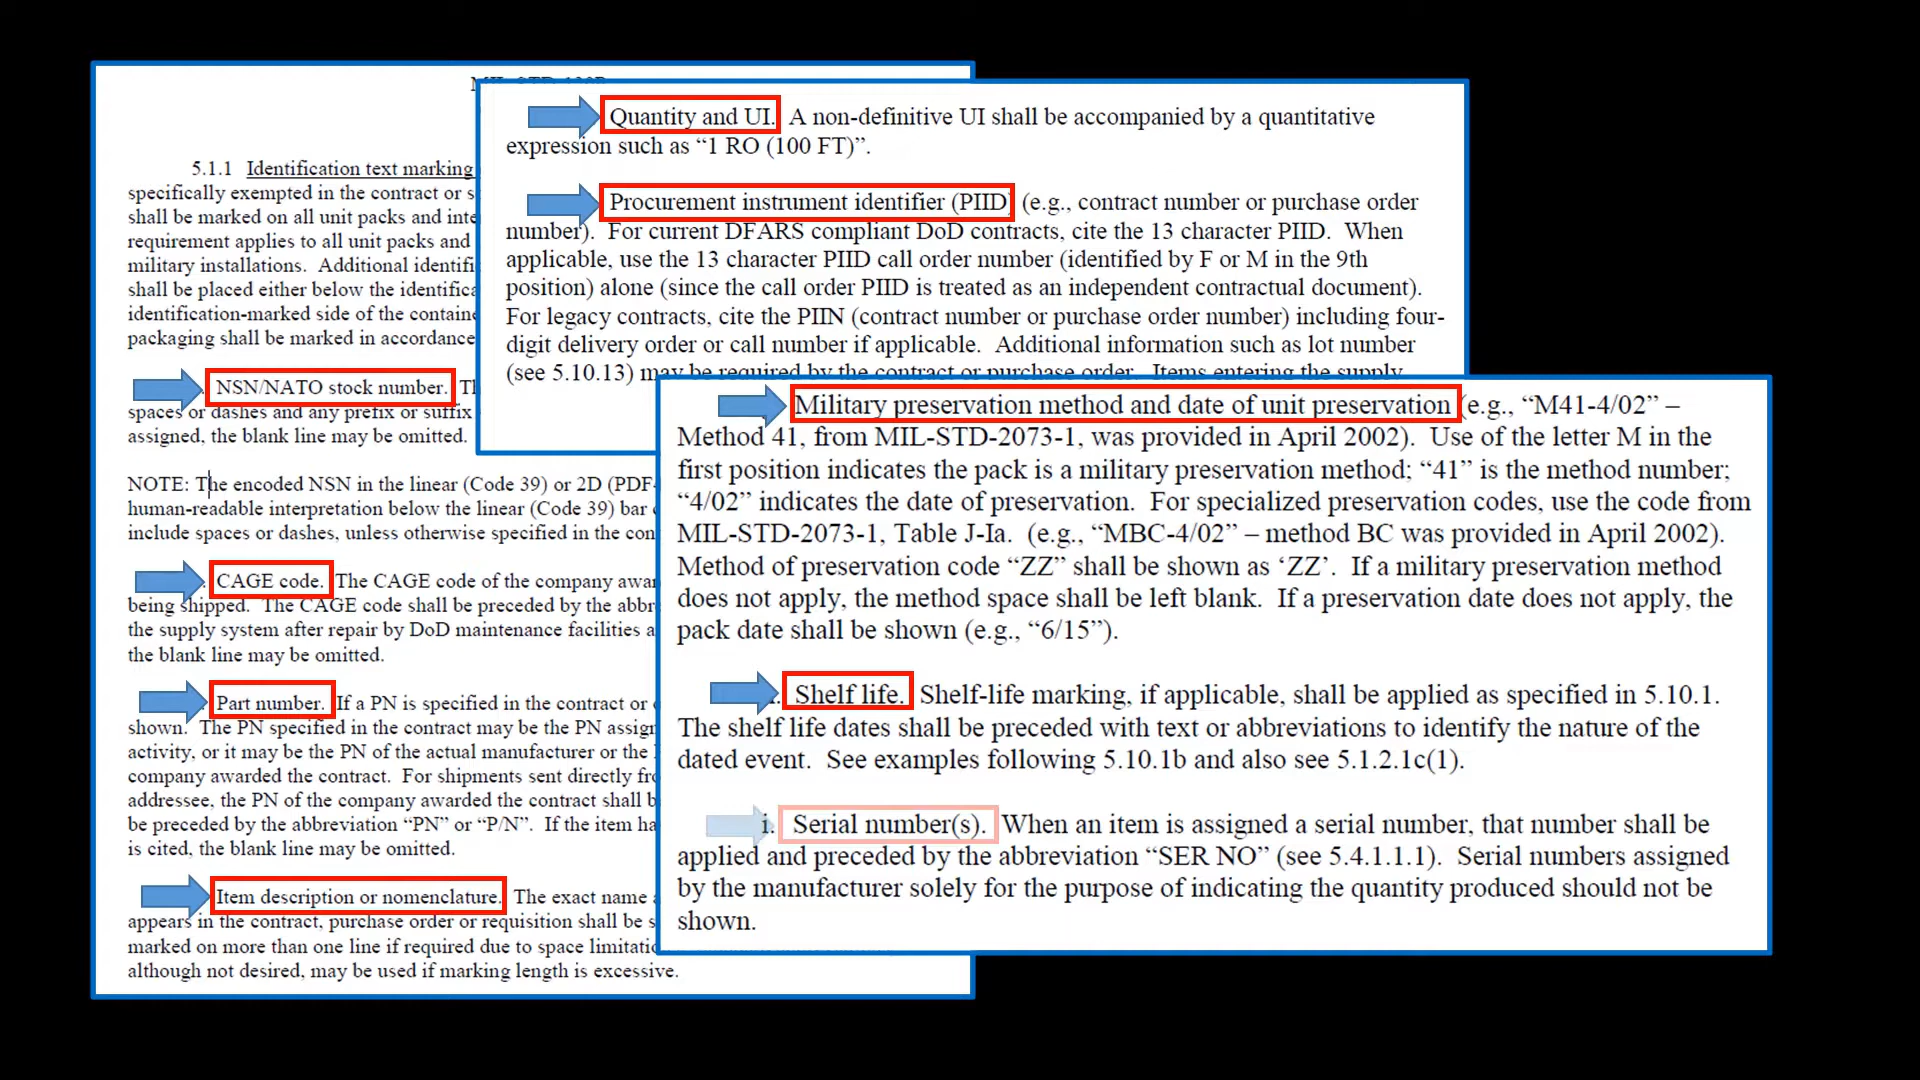 5.1.1 Identification text marking
specifically exempted in the contract or s
shall be marked on all unit packs and inte
requirement applies to all unit packs and
military installations. Additional identifi
shall be placed either below the identifica
identification-marked side of the containe
packaging shall be marked in accordance
NSN/NATO stock number. Th
spaces or dashes and any prefix or suffix
assigned, the blank line may be omitted.
NOTE: The encoded NSN in the linear (Code 39) or 2D (PDF
human-readable interpretation below the linear (Code 39) bar
include spaces or dashes, unless otherwise specified in the con
CAGE code. The CAGE code of the company awar
being shipped. The CAGE code shall be preceded by the abbr
the supply system after repair by DoD maintenance facilities a
the blank line may be omitted.
Part number. If a PN is specified in the contract or
shown. The PN specified in the contract may be the PN assign
activity, or it may be the PN of the actual manufacturer or the
company awarded the contract. For shipments sent directly fro
addressee, the PN of the company awarded the contract shall b
be preceded by the abbreviation “PN” or “P/N”. If the item ha
is cited, the blank line may be omitted.
Item description or nomenclature. The exact name
appears in the contract, purchase order or requisition shall be s
marked on more than one line if required due to space limitatio
although not desired, may be used if marking length is excessive.
Quantity and UI. A non-definitive UI shall be accompanied by a quantitative
expression such as “1 RO (100 FT)”.
Procurement instrument identifier (PIID) (e.g., contract number or purchase order
number). For current DFARS compliant DoD contracts, cite the 13 character PIID. When
applicable, use the 13 character PIID call order number (identified by F or M in the 9th
position) alone (since the call order PIID is treated as an independent contractual document).
For legacy contracts, cite the PIIN (contract number or purchase order number) including four-
digit delivery order or call number if applicable. Additional information such as lot number
(see 5.10.13) may be required by the contract or purchase order. Items entering the supply
Military preservation method and date of unit preservation (e.g., “M41-4/02” –
Method 41, from MIL-STD-2073-1, was provided in April 2002). Use of the letter M in the
first position indicates the pack is a military preservation method; “41” is the method number;
“4/02” indicates the date of preservation. For specialized preservation codes, use the code from
MIL-STD-2073-1, Table J-Ia. (e.g., “MBC-4/02” – method BC was provided in April 2002).
Method of preservation code “ZZ” shall be shown as ‘ZZ’. If a military preservation method
does not apply, the method space shall be left blank. If a preservation date does not apply, the
pack date shall be shown (e.g., “6/15”).
Shelf life. Shelf-life marking, if applicable, shall be applied as specified in 5.10.1.
The shelf life dates shall be preceded with text or abbreviations to identify the nature of the
dated event. See examples following 5.10.1b and also see 5.1.2.1c(1).
i. Serial number(s). When an item is assigned a serial number, that number shall be
applied and preceded by the abbreviation “SER NO” (see 5.4.1.1.1). Serial numbers assigned
by the manufacturer solely for the purpose of indicating the quantity produced should not be
shown.